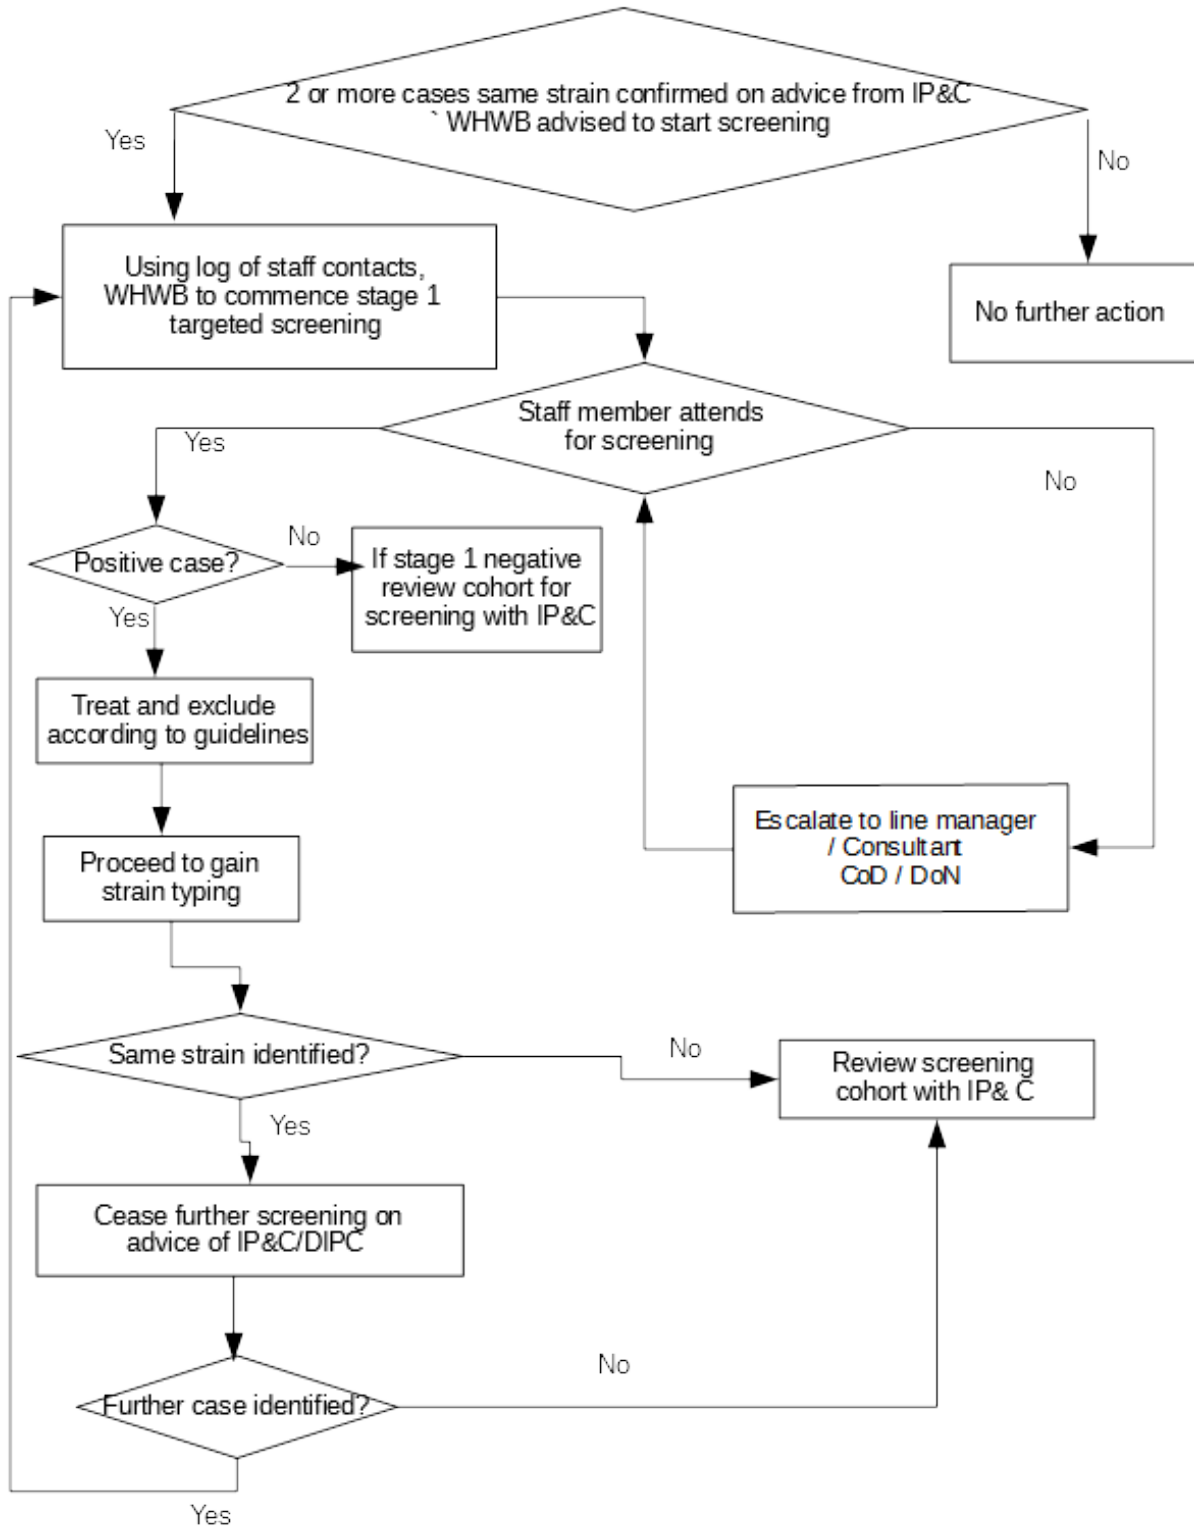 2 or more cases same strain confirmed on advice from IP&C
` WHWB advised to start screening
Yes
No
Using log of staff contacts,
WHWB to commence stage 1
targeted screening
No further action
Staff member attends
for screening
Yes
No
Positive case?
No
If stage 1 negative
review cohort for
screening with IP&C
Yes
Treat and exclude
according to guidelines
Proceed to gain
strain typing
Escalate to line manager
/ Consultant
CoD / DoN
Same strain identified?
No
Review screening
cohort with IP& C
Yes
Cease further screening on
advice of IP&C/DIPC
Further case identified?
No
Yes